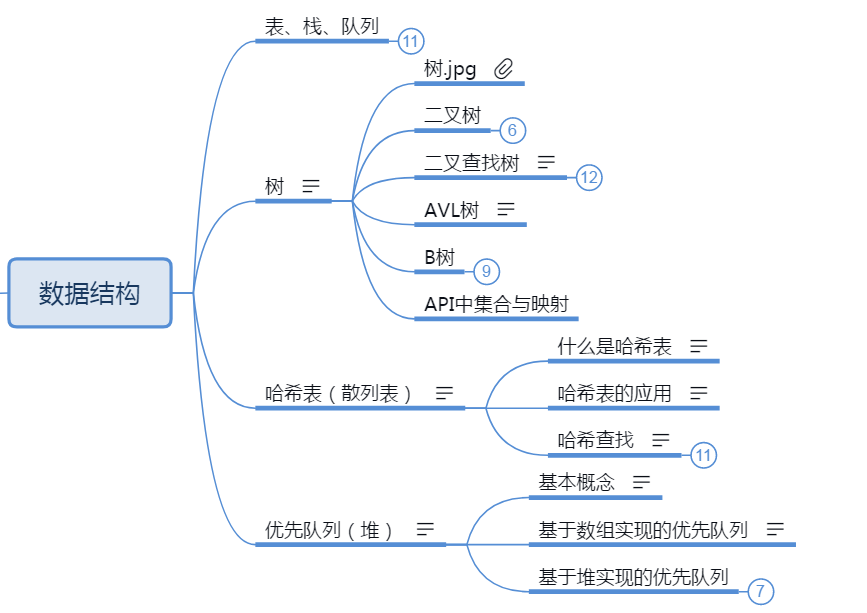 表、栈、队列
11
树.jpg
二叉树
6
二叉查找树
12
树
AVL树
B树
9
API中集合与映射
数据结构
什么是哈希表
哈希表（散列表）
哈希表的应用
哈希查找
11
基本概念
优先队列（堆）
基于数组实现的优先队列
基于堆实现的优先队列
7